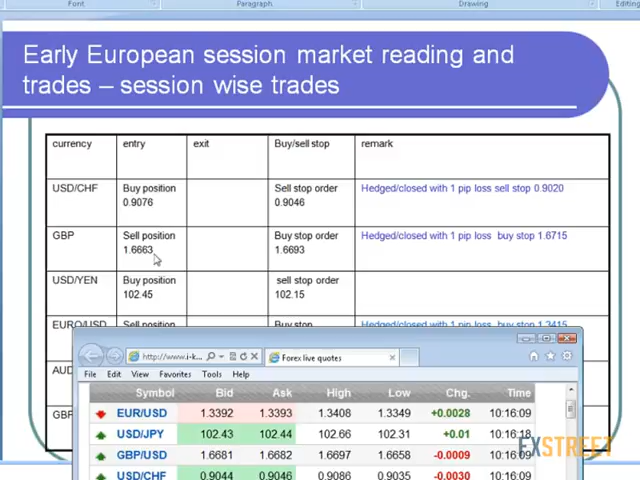 Font Paragraph Drawing Editing
Early European session market reading and
trades – session wise trades
currency entry exit Buy/sell stop remark
USD/CHF Buy position Sell stop order Hedged/closed with 1 pip loss sell stop 0.9020
0.9076 0.9046
GBP Sell position Buy stop order Hedged/closed with 1 pip loss buy stop 1.6715
1.6663 1.6693
USD/YEN Buy position sell stop order
102.45 102.15
EURO/USD Sell position Buy stop Hedged/closed with 1 pip loss buy stop 1.3415
AUD
GBP
http://www.i-k
Forex live quotes
File Edit View Favorites Tools Help
Symbol Bid Ask High Low Chg. Time
EUR/USD 1.3392 1.3393 1.3408 1.3349 +0.0028 10:16:09
USD/JPY 102.43 102.44 102.66 102.31 +0.01 10:16:18
GBP/USD 1.6681 1.6682 1.6697 1.6658 -0.0009 10:16:09
USD/CHF 0.9044 0.9046 0.9086 0.9035 -0.0030 10:16:09
FXSTREET